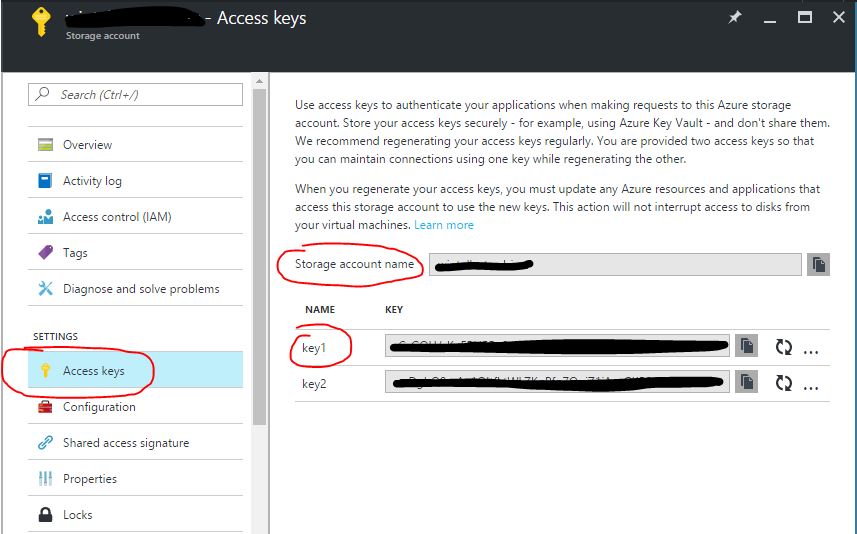 - Access keys
Storage account
Search (Ctrl+/)
Overview
Activity log
Access control (IAM)
Tags
Diagnose and solve problems
SETTINGS
Access keys
Configuration
Shared access signature
Properties
Locks
Use access keys to authenticate your applications when making requests to this Azure storage
account. Store your access keys securely - for example, using Azure Key Vault - and don't share them.
We recommend regenerating your access keys regularly. You are provided two access keys so that
you can maintain connections using one key while regenerating the other.
When you regenerate your access keys, you must update any Azure resources and applications that
access this storage account to use the new keys. This action will not interrupt access to disks from
your virtual machines. Learn more
Storage account name
NAME KEY
key1 ...
key2 ...